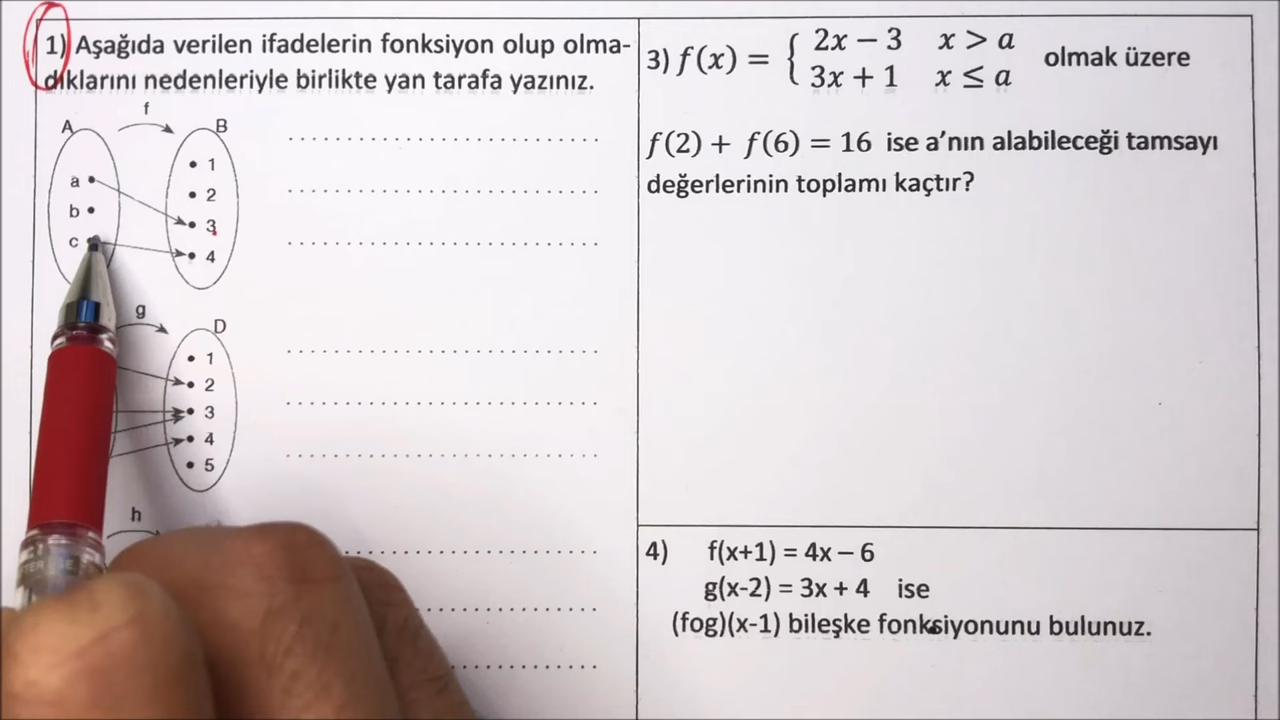 1) Aşağıda verilen ifadelerin fonksiyon olup olma-
dıklarını nedenleriyle birlikte yan tarafa yazınız.
f
A
B
a
b
c
1
2
3
4
g
D
1
2
3
4
5
h
3) f(x) = { 2x − 3 x > a
3x + 1 x ≤ a olmak üzere
f(2) + f(6) = 16 ise a’nın alabileceği tamsayı
değerlerinin toplamı kaçtır?
4) f(x+1) = 4x – 6
g(x-2) = 3x + 4 ise
(fog)(x-1) bileşke fonksiyonunu bulunuz.